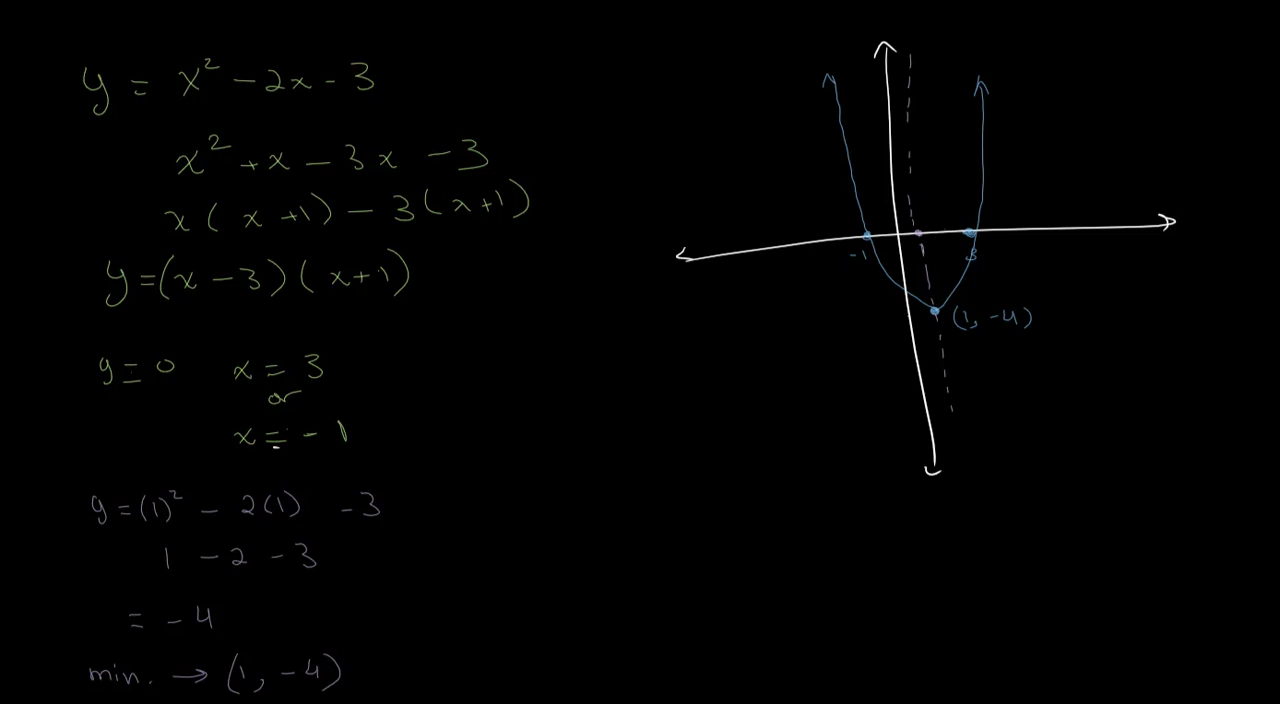 y = x² - 2x - 3
x² + x - 3x - 3
x(x+1) - 3(x+1)
y = (x - 3)(x+1)
y = 0 x = 3
or
x = -1
y = (1)² - 2(1) - 3
1 - 2 - 3
= -4
min. → (1, -4)
-1 3
(1, -4)